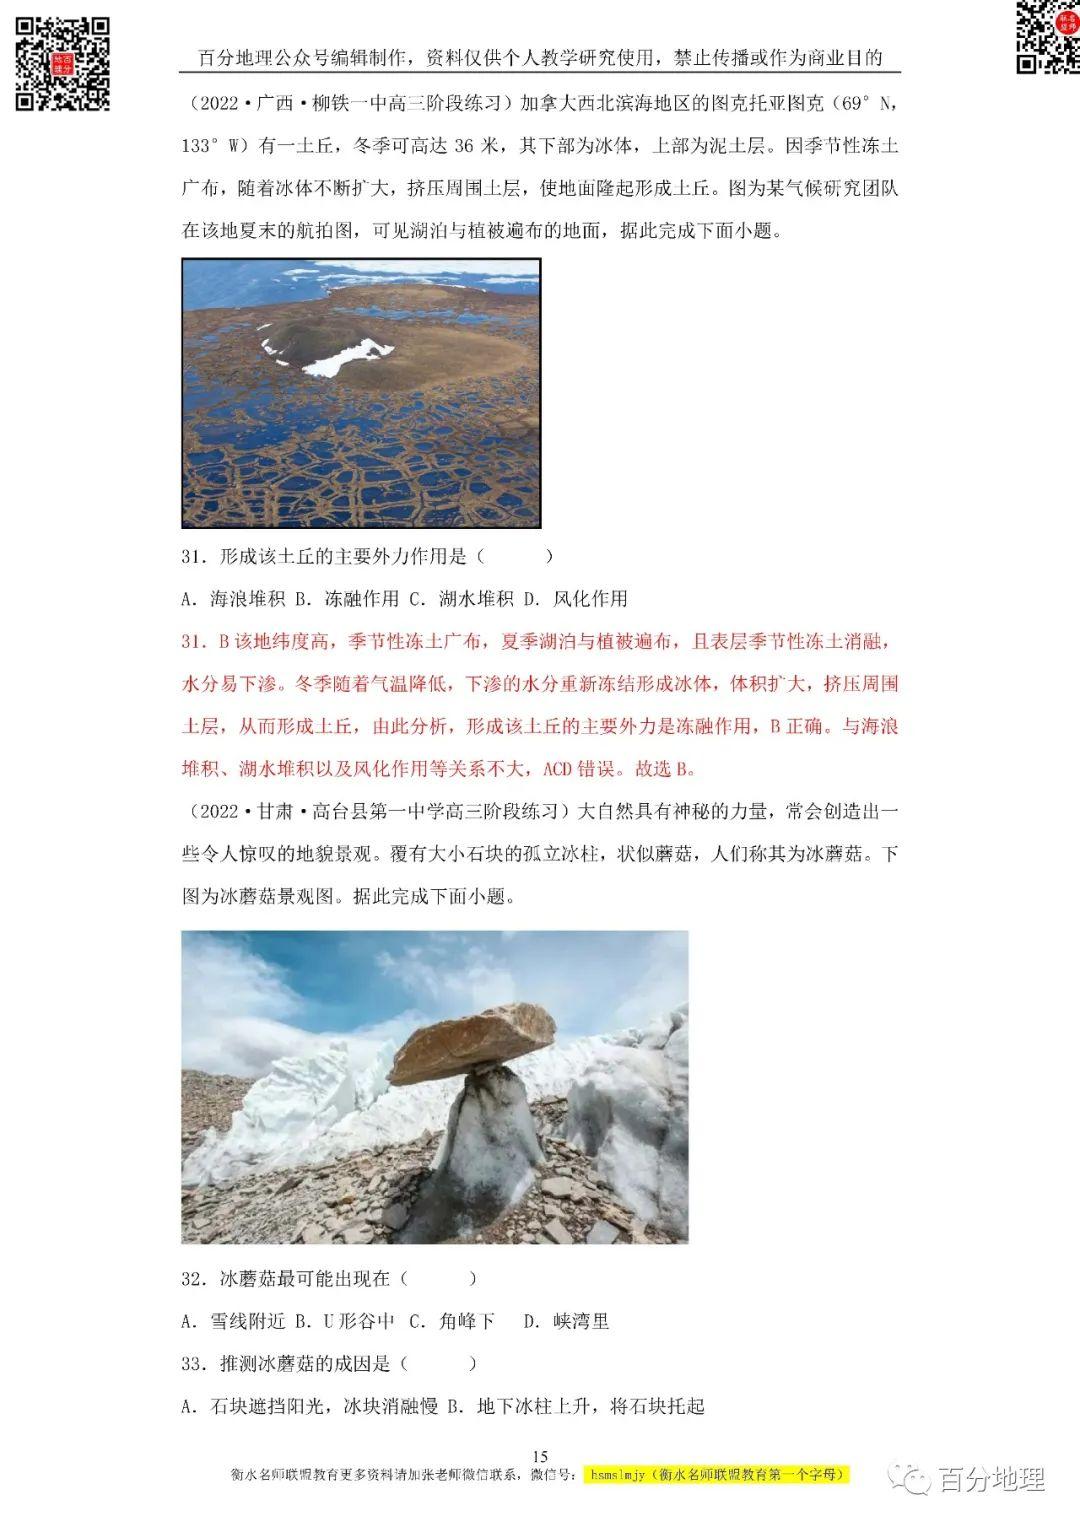 百分地理公众号编辑制作，资料仅供个人教学研究使用，禁止传播或作为商业目的
（2022·广西·柳铁一中高三阶段练习）加拿大西北滨海地区的图克托亚图克（69°N，
133°W）有一土丘，冬季可高达 36 米，其下部为冰体，上部为泥土层。因季节性冻土
广布，随着冰体不断扩大，挤压周围土层，使地面隆起形成土丘。图为某气候研究团队
在该地夏末的航拍图，可见湖泊与植被遍布的地面，据此完成下面小题。
31．形成该土丘的主要外力作用是（　　）
A．海浪堆积 B．冻融作用 C．湖水堆积 D．风化作用
31．B 该地纬度高，季节性冻土广布，夏季湖泊与植被遍布，且表层季节性冻土消融，
水分易下渗。冬季随着气温降低，下渗的水分重新冻结形成冰体，体积扩大，挤压周围
土层，从而形成土丘，由此分析，形成该土丘的主要外力是冻融作用，B 正确。与海浪
堆积、湖水堆积以及风化作用等关系不大，ACD 错误。故选 B。
（2022·甘肃·高台县第一中学高三阶段练习）大自然具有神秘的力量，常会创造出一
些令人惊叹的地貌景观。覆有大小石块的孤立冰柱，状似蘑菇，人们称其为冰蘑菇。下
图为冰蘑菇景观图。据此完成下面小题。
32．冰蘑菇最可能出现在（　　）
A．雪线附近 B．U 形谷中 C．角峰下 D．峡湾里
33．推测冰蘑菇的成因是（　　）
A．石块遮挡阳光，冰块消融慢 B．地下冰柱上升，将石块托起
15
衡水名师联盟教育更多资料请加张老师微信联系，微信号： hsmslmjy（衡水名师联盟教育第一个字母）
百分地理